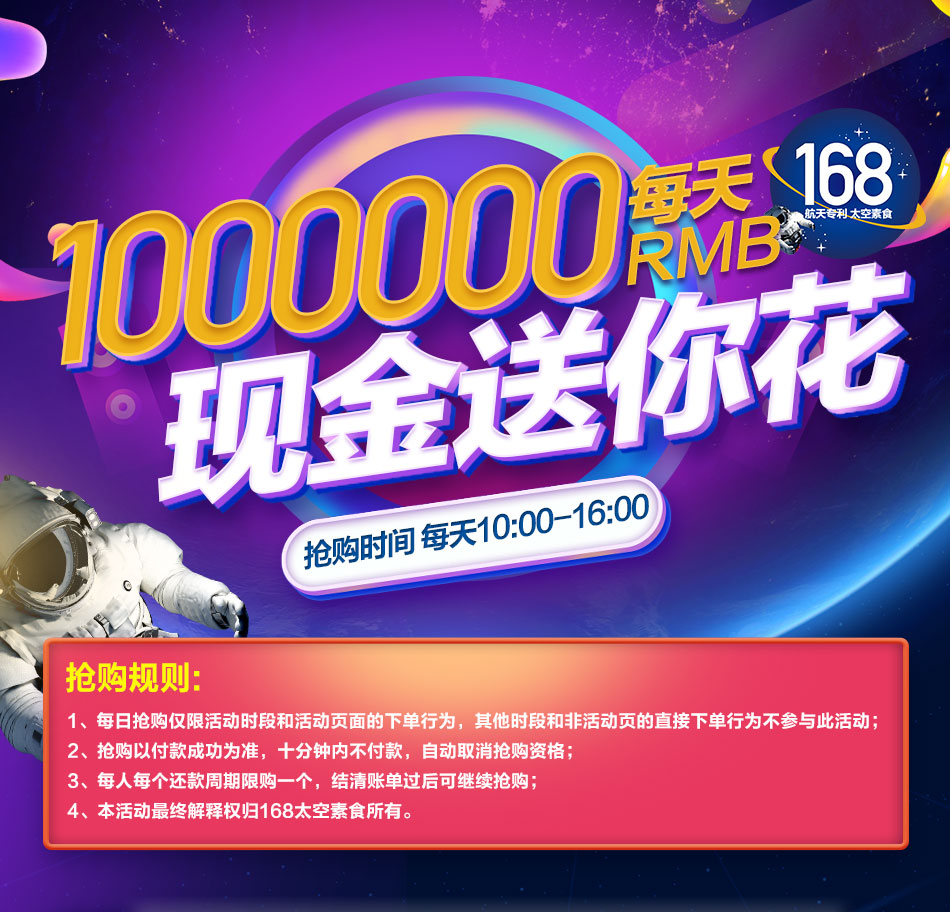 1000000
每天
RMB
168
航天专利 太空素食
现金送你花
抢购时间 每天10:00-16:00
抢购规则:
1、每日抢购仅限活动时段和活动页面的下单行为，其他时段和非活动页的直接下单行为不参与此活动；
2、抢购以付款成功为准，十分钟内不付款，自动取消抢购资格；
3、每人每个还款周期限购一个，结清账单过后可继续抢购；
4、本活动最终解释权归168太空素食所有。